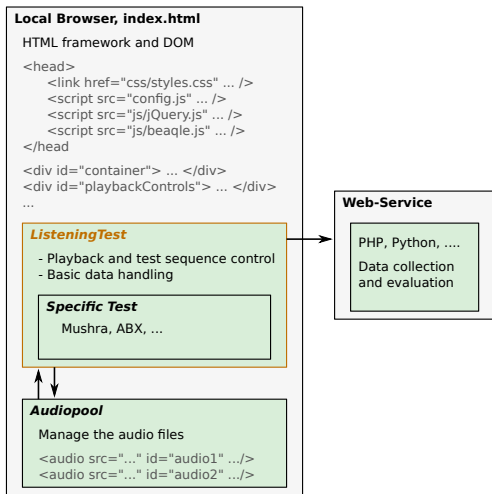 Local Browser, index.html
HTML framework and DOM
<head>
<link href="css/styles.css" ... />
<script src="config.js" ... />
<script src="js/jQuery.js" ... />
<script src="js/beaqle.js" ... />
</head
<div id="container"> ... </div>
<div id="playbackControls"> ... </div>
...
ListeningTest
- Playback and test sequence control
- Basic data handling
Specific Test
Mushra, ABX, ...
Audiopool
Manage the audio files
<audio src="..." id="audio1" .../>
<audio src="..." id="audio2" .../>
Web-Service
PHP, Python, ....
Data collection
and evaluation